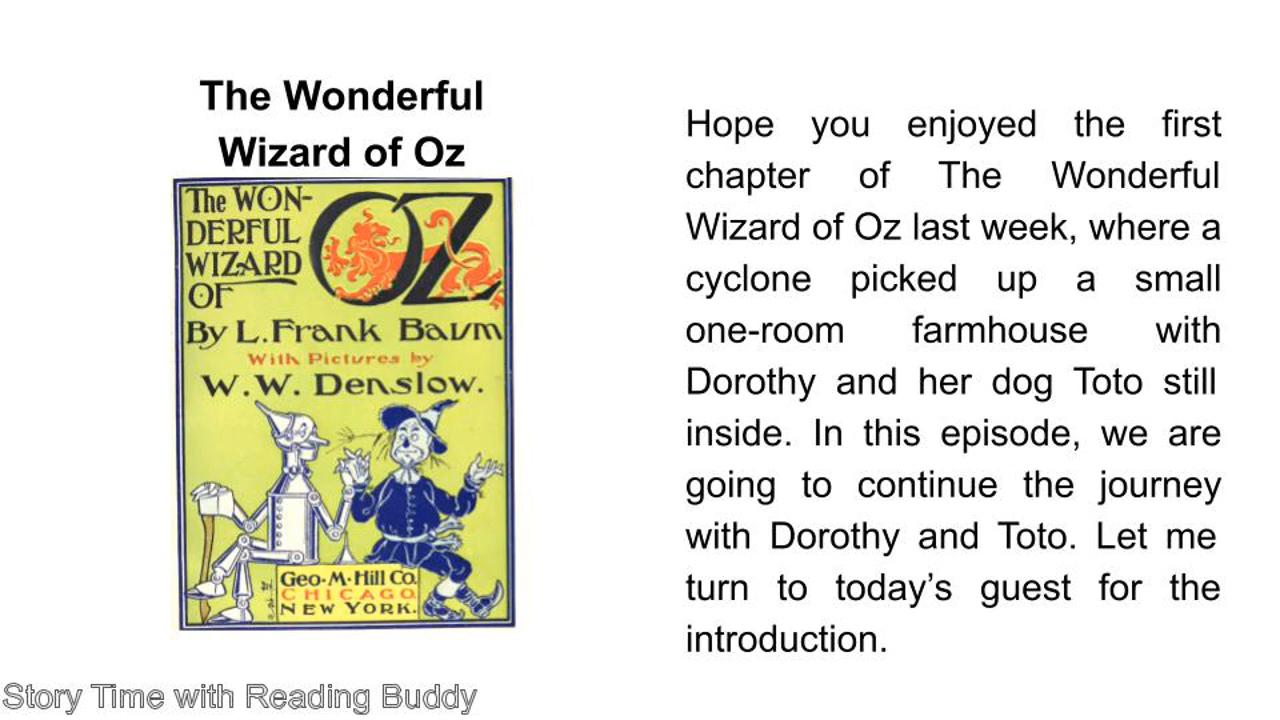 The Wonderful
Wizard of Oz
The WON-
DERFUL
WIZARD
OF
OZ
By L. Frank Baum
With Pictures by
W. W. Denslow.
Geo. M. Hill Co.
CHICAGO.
NEW YORK.
Hope you enjoyed the first
chapter of The Wonderful
Wizard of Oz last week, where a
cyclone picked up a small
one-room farmhouse with
Dorothy and her dog Toto still
inside. In this episode, we are
going to continue the journey
with Dorothy and Toto. Let me
turn to today’s guest for the
introduction.
Story Time with Reading Buddy